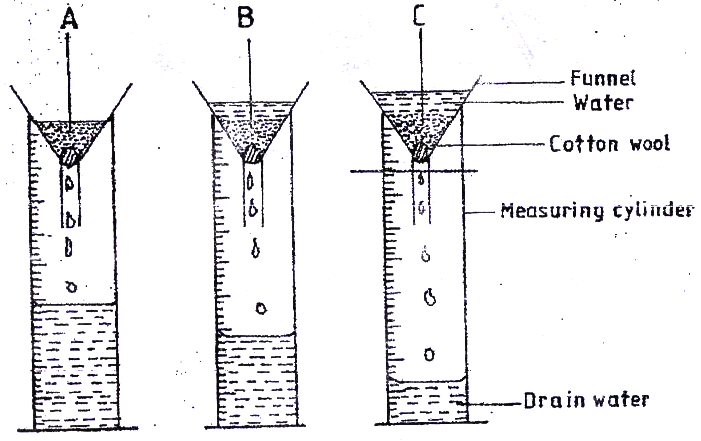 A B C
Funnel
Water
Cotton wool
Measuring cylinder
Drain water